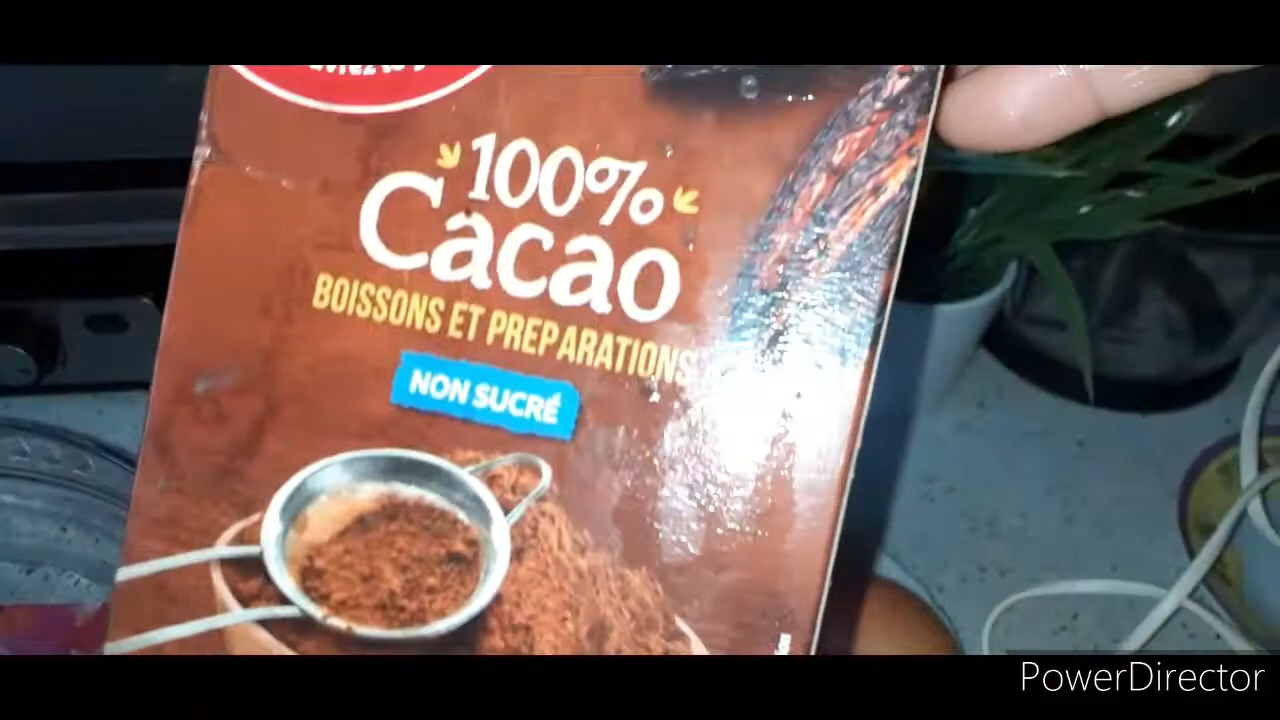 100%
Cacao
BOISSONS ET PREPARATIONS
NON SUCRÉ
PowerDirector